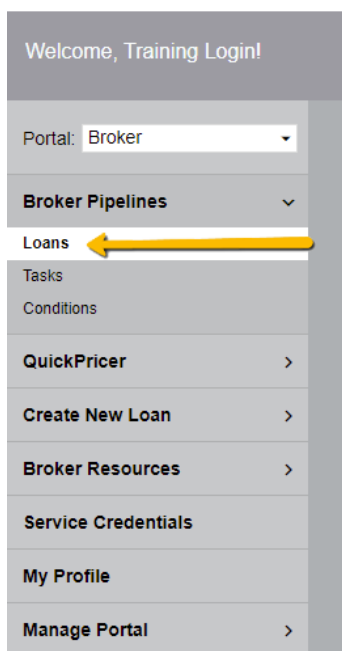 Welcome, Training Login!
Portal: Broker
Broker Pipelines
Loans
Tasks
Conditions
QuickPricer
Create New Loan
Broker Resources
Service Credentials
My Profile
Manage Portal